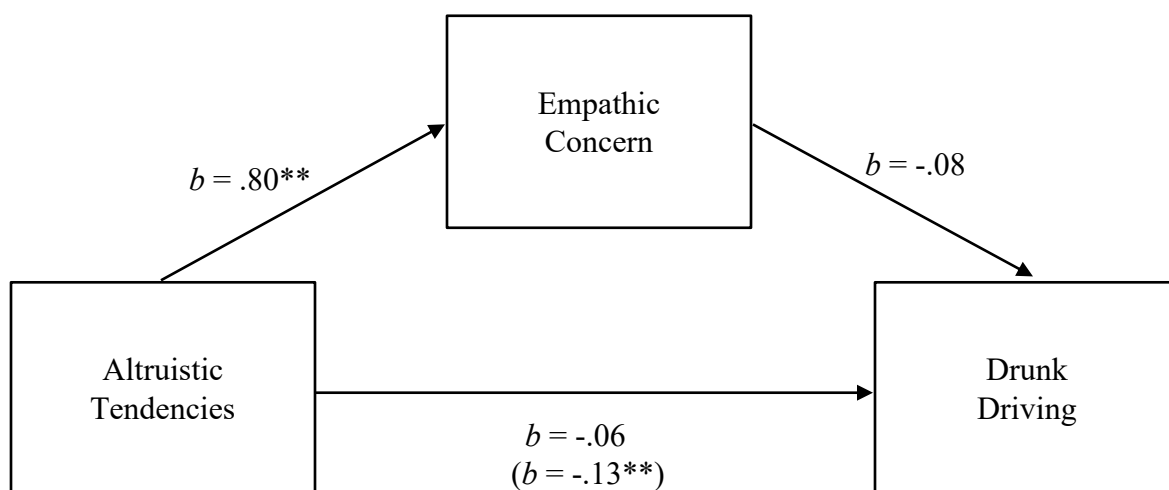 Empathic
Concern
b = .80**
b = -.08
Altruistic
Tendencies
Drunk
Driving
b = -.06
(b = -.13**)